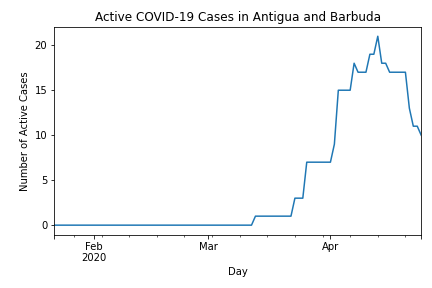 Active COVID-19 Cases in Antigua and Barbuda
20
15
10
5
0
Number of Active Cases
Feb
2020
Mar
Apr
Day